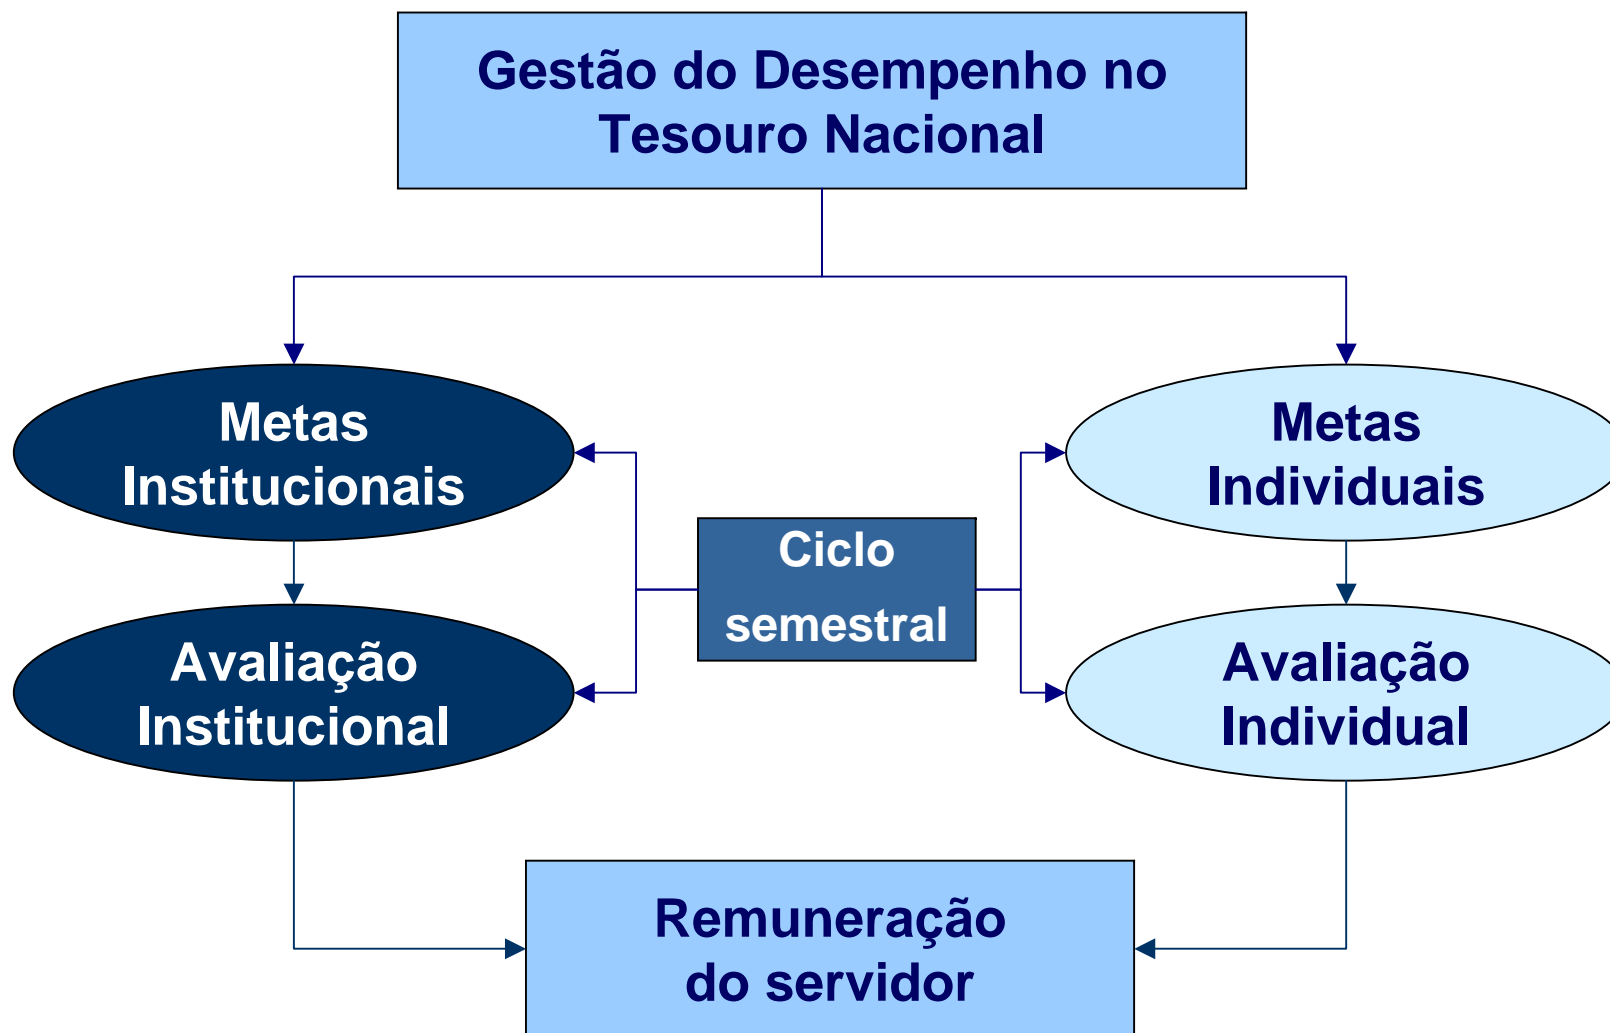 Gestão do Desempenho no
Tesouro Nacional
Metas
Institucionais
Metas
Individuais
Ciclo
semestral
Avaliação
Institucional
Avaliação
Individual
Remuneração
do servidor